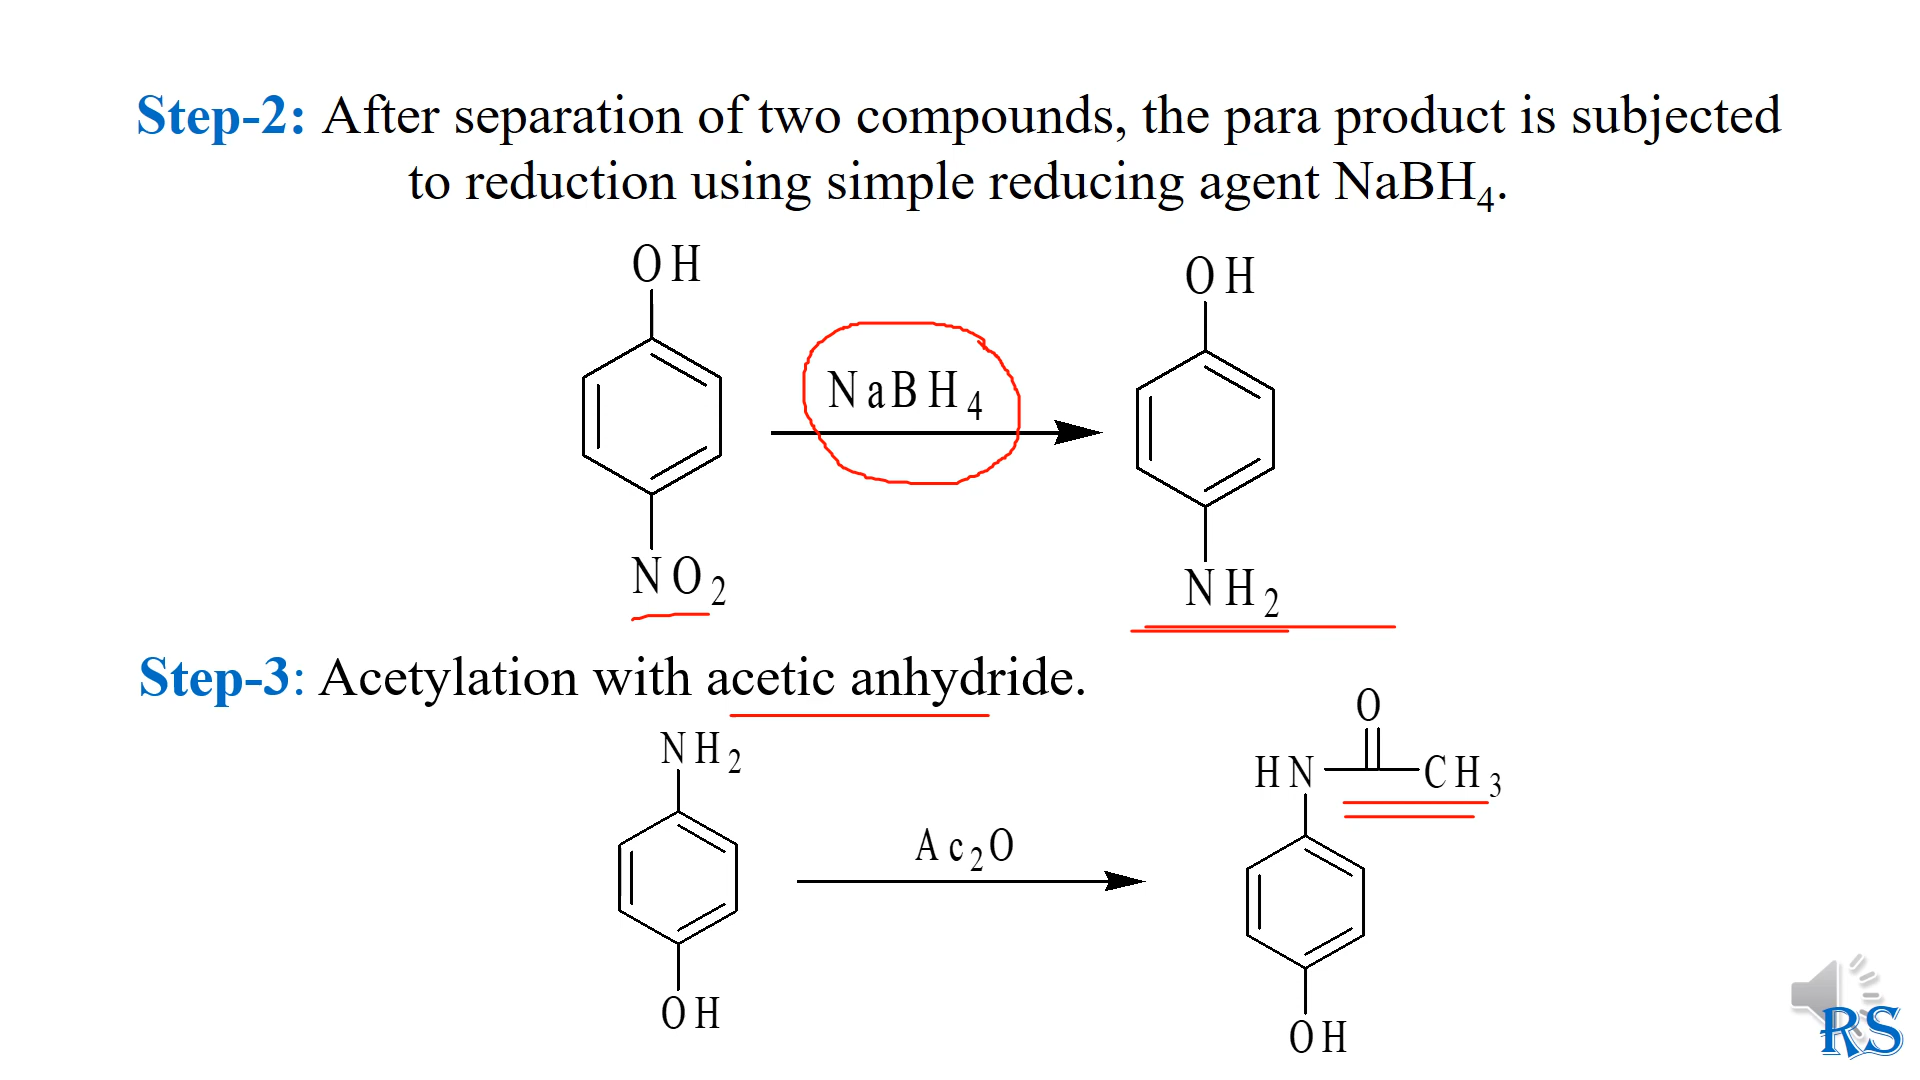 Step-2: After separation of two compounds, the para product is subjected
to reduction using simple reducing agent NaBH₄.
OH
OH
NaBH₄
NO₂
NH₂
Step-3: Acetylation with acetic anhydride.
O
NH₂
HN
CH₃
Ac₂O
OH
OH
RS